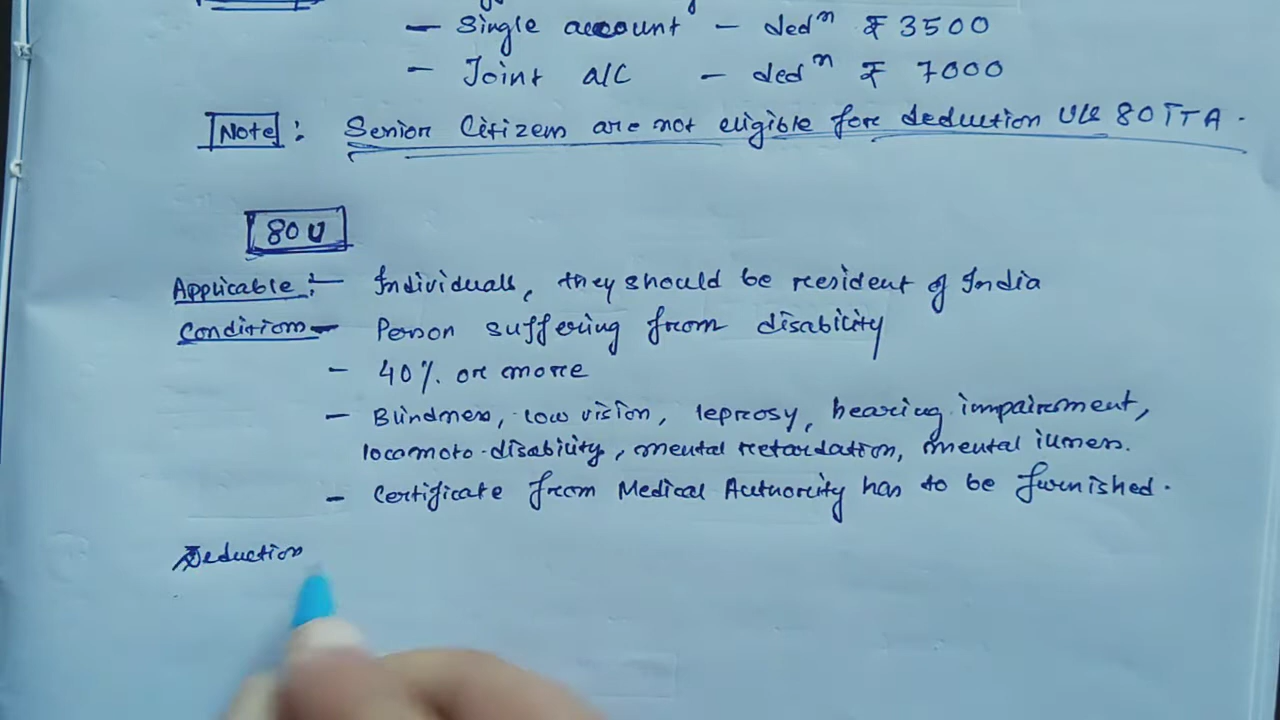 - Single account - dedⁿ ₹ 3500
- Joint a/c - dedⁿ ₹ 7000
Note : Senior Citizens are not eligible for deduction U/s 80TTA.
80 U
Applicable :- Individuals, they should be resident of India
Conditions - Person suffering from disability
- 40% or more
- Blindness, low vision, leprosy, hearing impairment,
locomoto-disability, mental retardation, mental illness.
- Certificate from Medical Authority has to be furnished.
Deduction